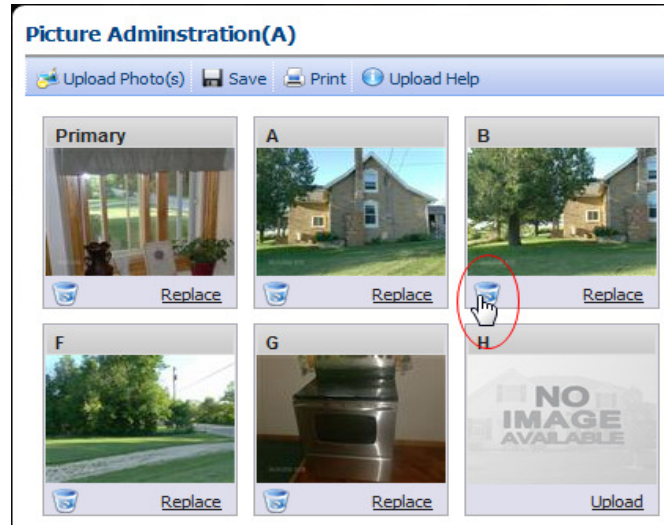 Picture Adminstration(A)
Upload Photo(s) Save Print Upload Help
Primary A B
Replace Replace Replace
F G H
NO
IMAGE
AVAILABLE
Replace Replace Upload